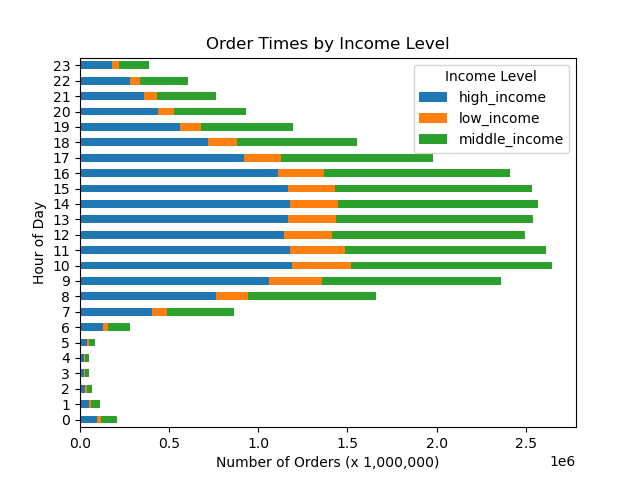 Order Times by Income Level
Income Level
high_income
low_income
middle_income
Hour of Day
23
22
21
20
19
18
17
16
15
14
13
12
11
10
9
8
7
6
5
4
3
2
1
0
0.0 0.5 1.0 1.5 2.0 2.5
1e6
Number of Orders (x 1,000,000)